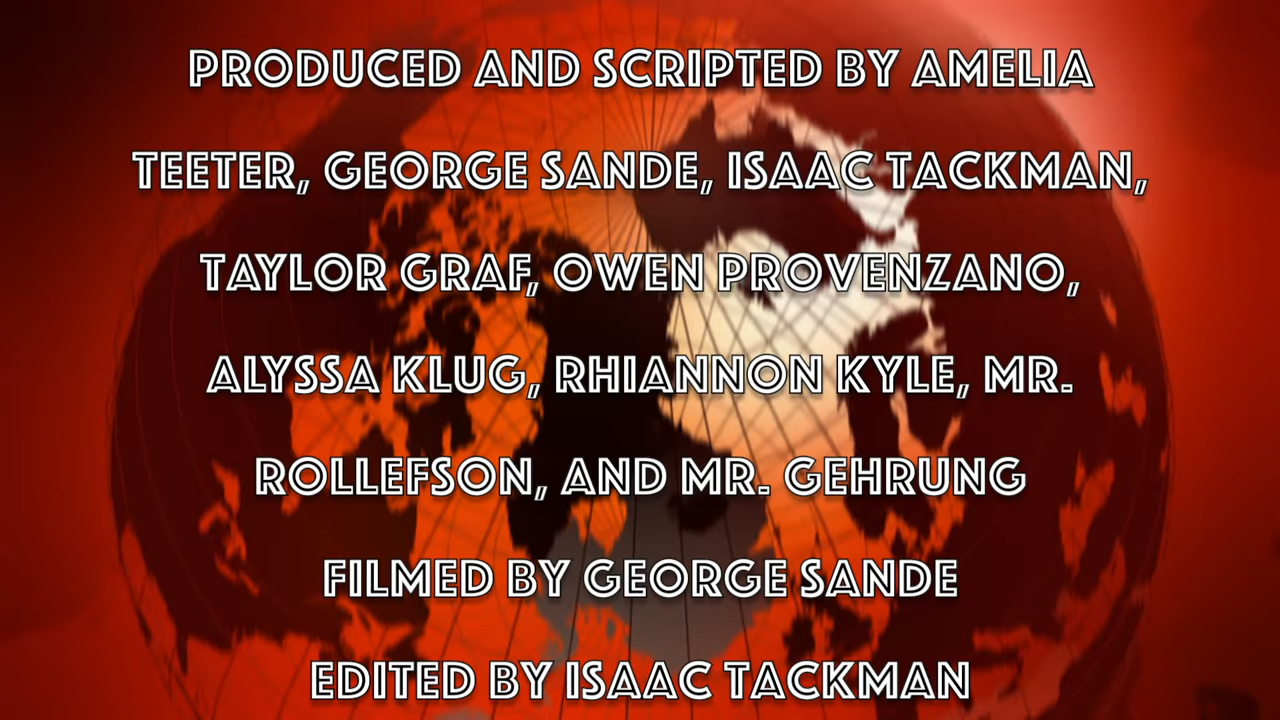 PRODUCED AND SCRIPTED BY AMELIA
TEETER, GEORGE SANDE, ISAAC TACKMAN,
TAYLOR GRAF, OWEN PROVENZANO,
ALYSSA KLUG, RHIANNON KYLE, MR.
ROLLEFSON, AND MR. GEHRUNG
FILMED BY GEORGE SANDE
EDITED BY ISAAC TACKMAN